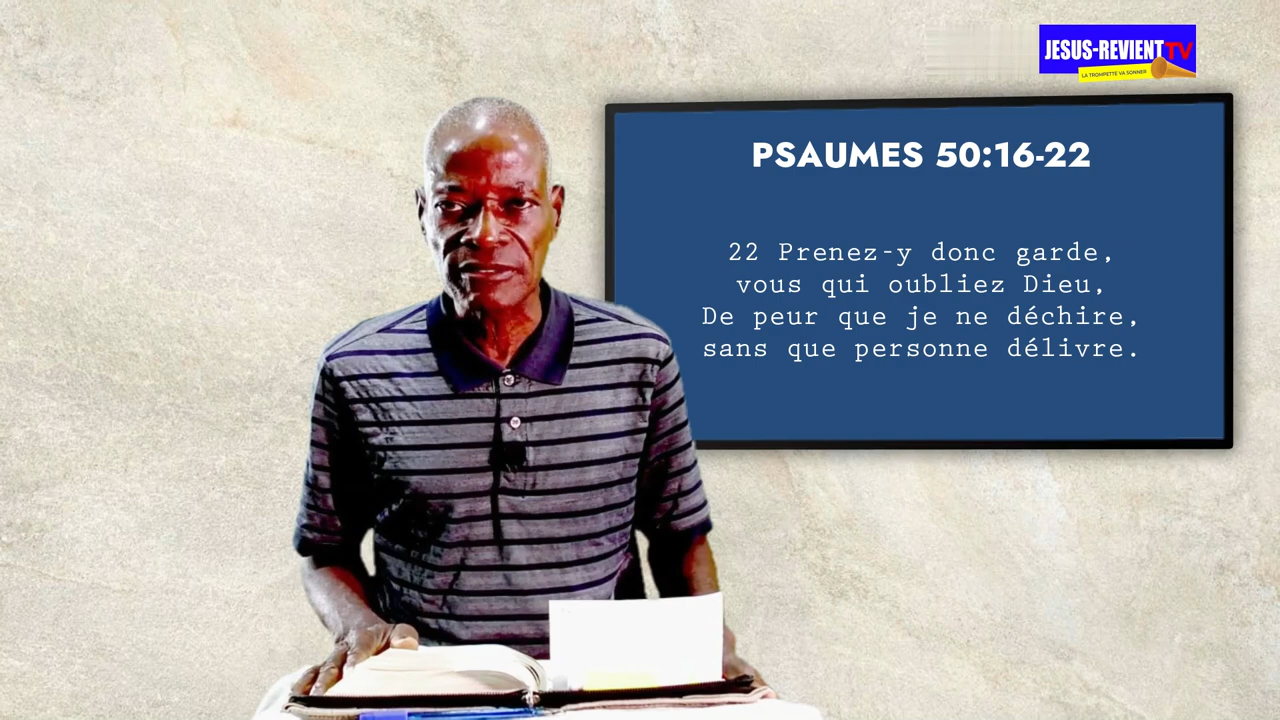 JESUS-REVIENT TV
LA TROMPETTE VA SONNER
PSAUMES 50:16-22
22 Prenez-y donc garde,
vous qui oubliez Dieu,
De peur que je ne déchire,
sans que personne délivre.